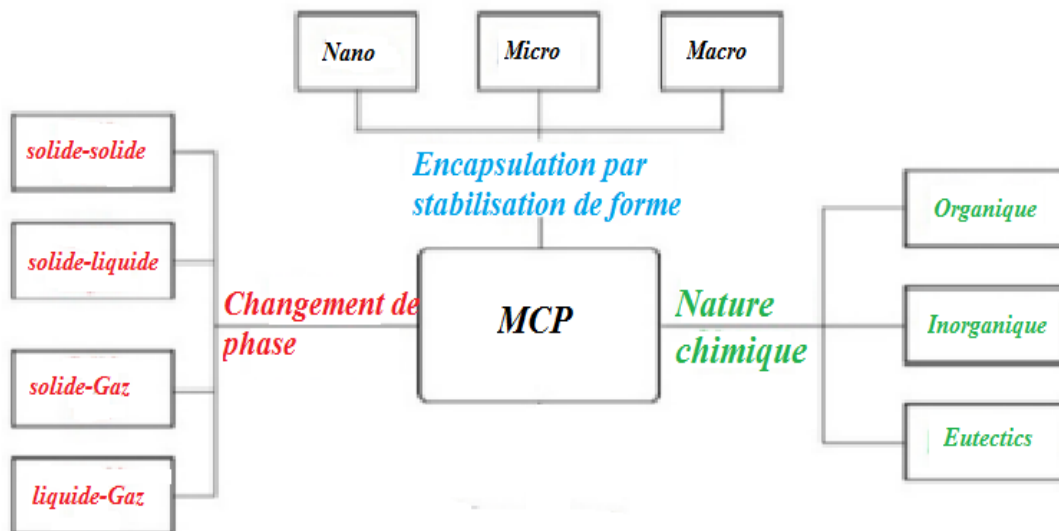 Nano
Micro
Macro
Encapsulation par
stabilisation de forme
solide-solide
solide-liquide
Changement de
phase
solide-Gaz
liquide-Gaz
MCP
Nature
chimique
Organique
Inorganique
Eutectics